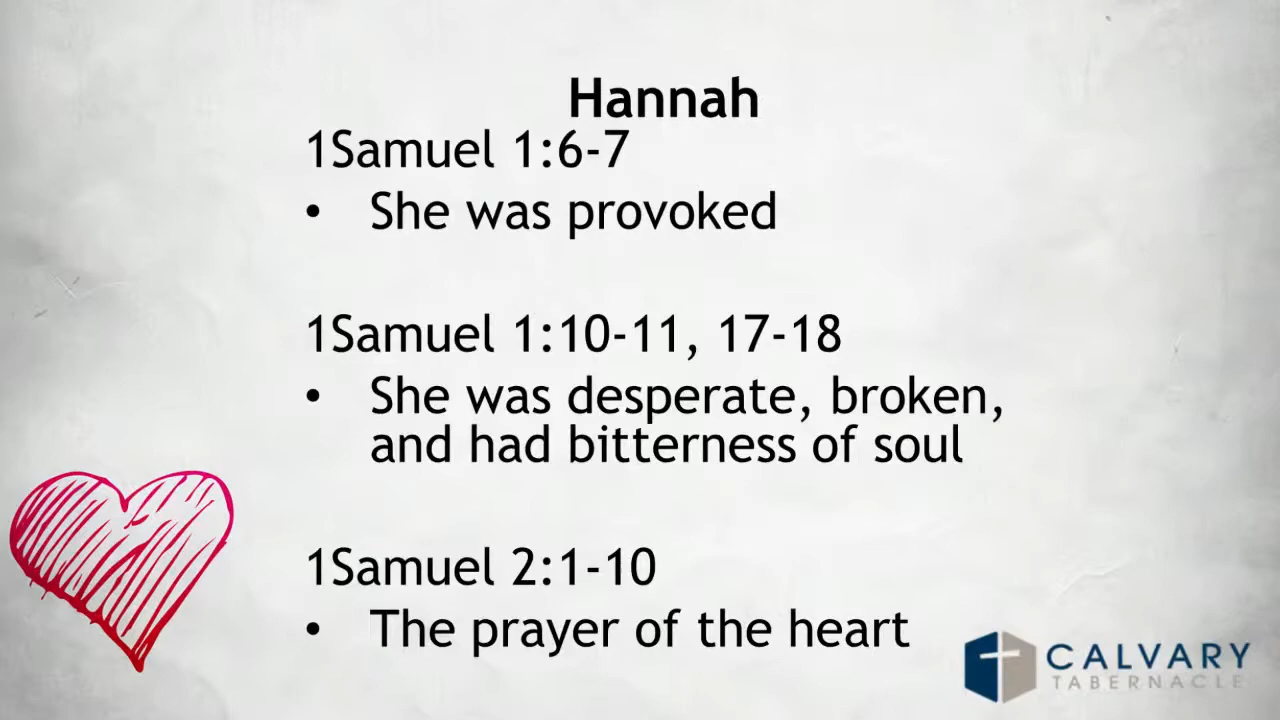 Hannah
1Samuel 1:6-7
• She was provoked
1Samuel 1:10-11, 17-18
• She was desperate, broken,
and had bitterness of soul
1Samuel 2:1-10
• The prayer of the heart
CALVARY
TABERNACLE